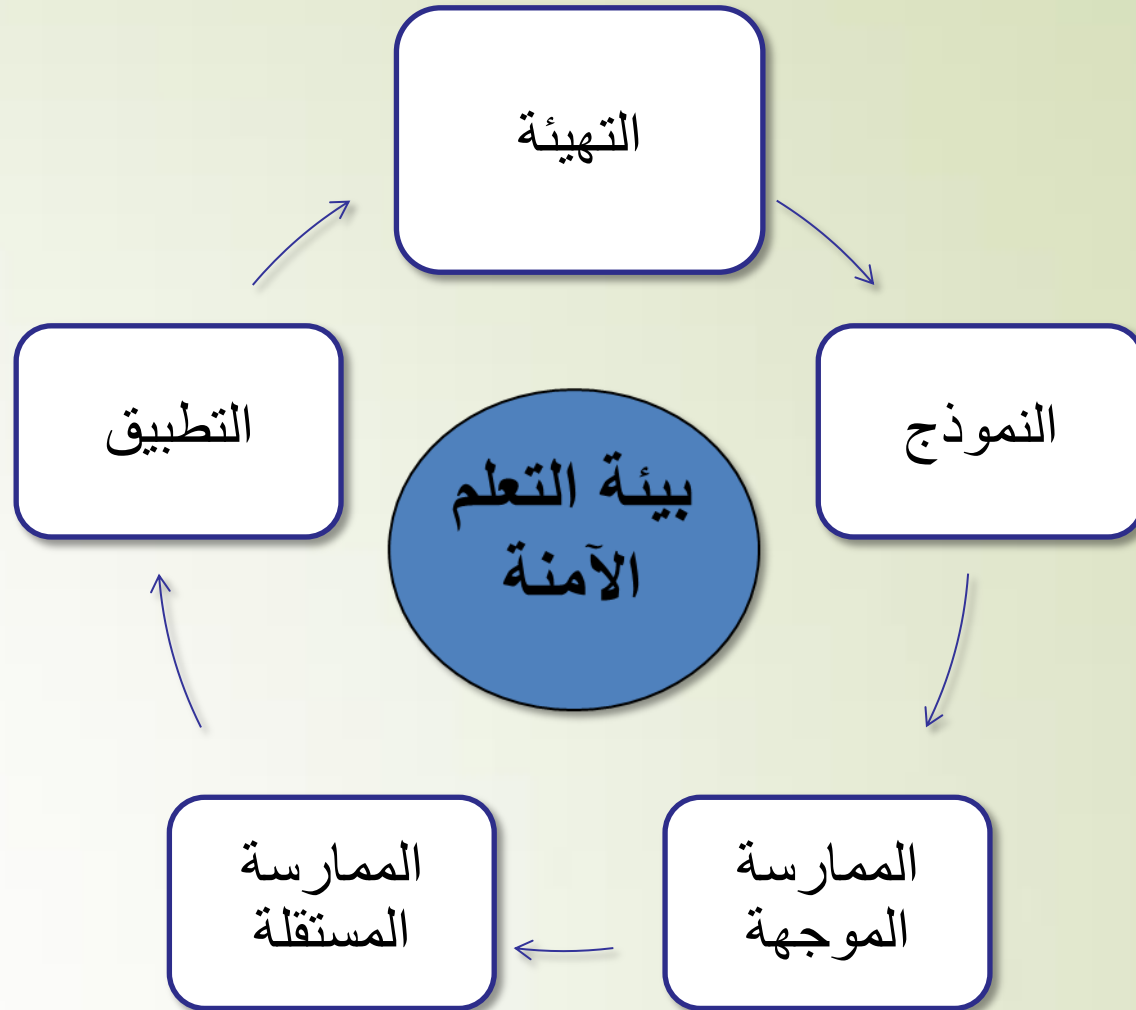 التهيئة
النموذج
التطبيق
بيئة التعلم
الآمنة
الممارسة
الموجهة
الممارسة
المستقلة